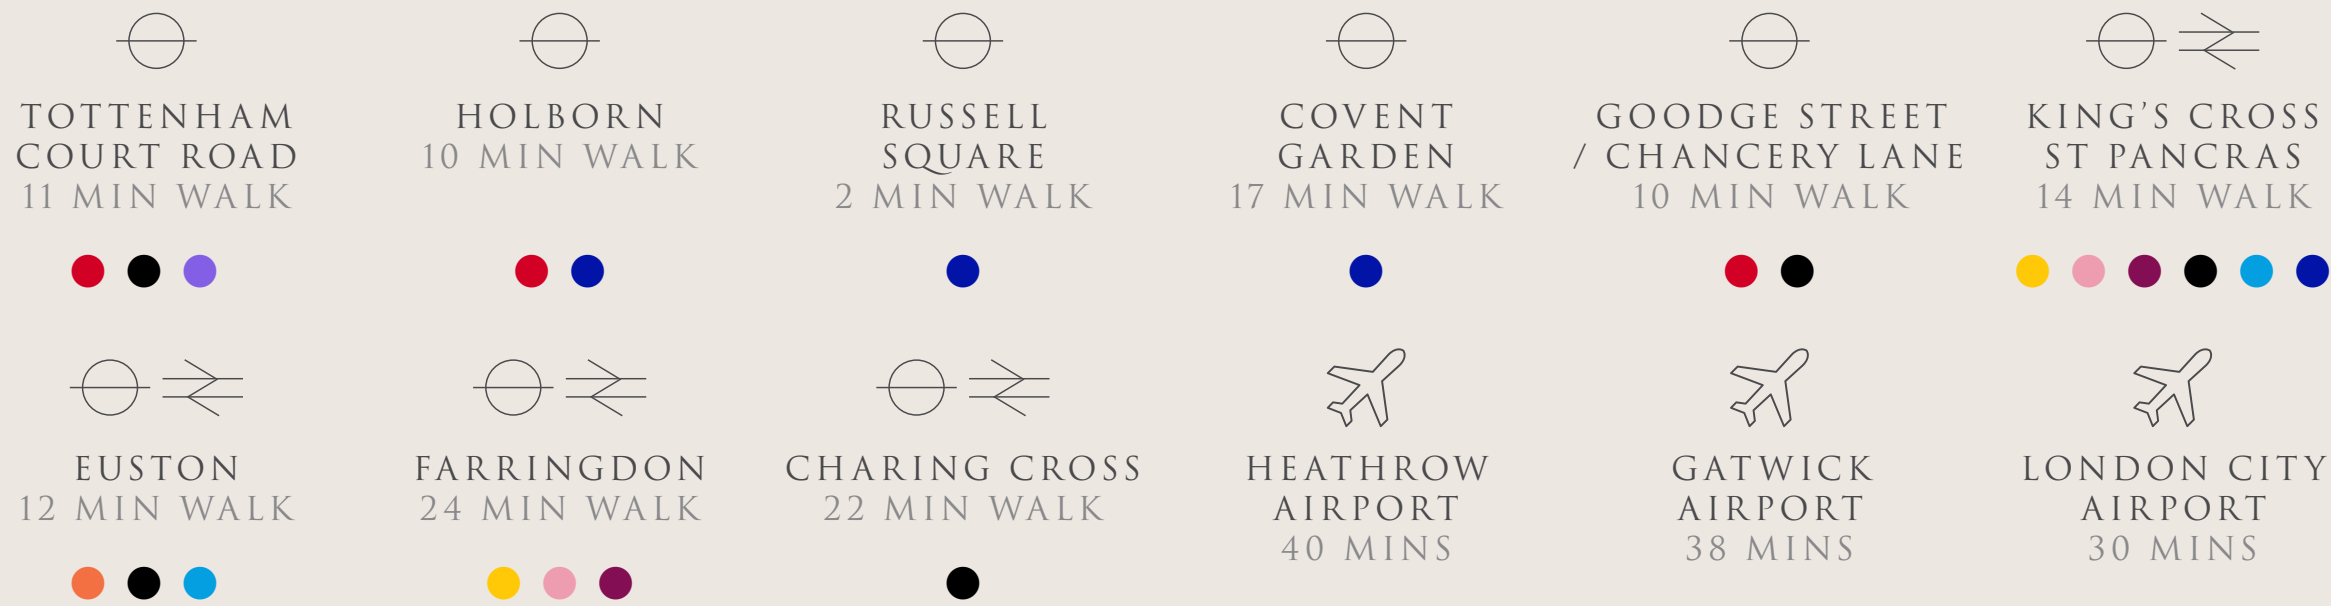 TOTTENHAM
COURT ROAD
11 MIN WALK
HOLBORN
10 MIN WALK
RUSSELL
SQUARE
2 MIN WALK
COVENT
GARDEN
17 MIN WALK
GOODGE STREET
/ CHANCERY LANE
10 MIN WALK
KING’S CROSS
ST PANCRAS
14 MIN WALK
EUSTON
12 MIN WALK
FARRINGDON
24 MIN WALK
CHARING CROSS
22 MIN WALK
HEATHROW
AIRPORT
40 MINS
GATWICK
AIRPORT
38 MINS
LONDON CITY
AIRPORT
30 MINS